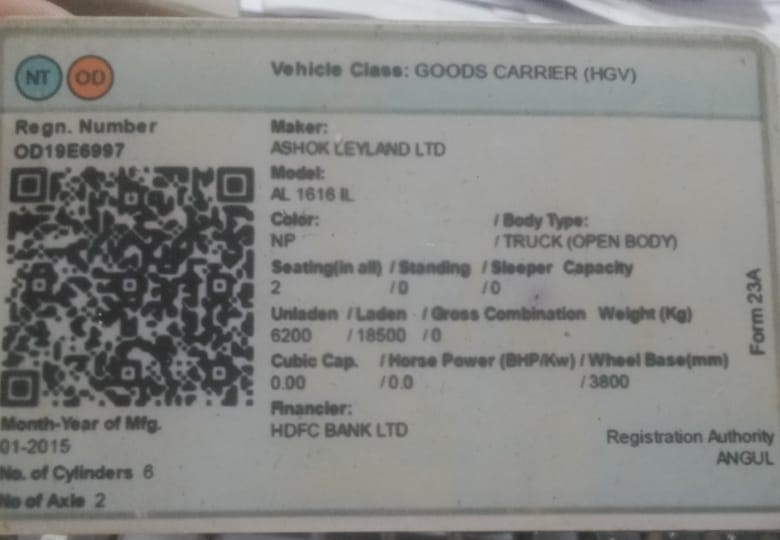 NT OD
Vehicle Class: GOODS CARRIER (HGV)
Regn. Number
OD19E6997
Maker:
ASHOK LEYLAND LTD
Model:
AL 1616 IL
Color: / Body Type:
NP / TRUCK (OPEN BODY)
Seating(in all) / Standing / Sleeper Capacity
2 / 0 / 0
Unladen / Laden / Gross Combination Weight (Kg)
6200 / 18500 / 0
Cubic Cap. / Horse Power (BHP/Kw) / Wheel Base(mm)
0.00 / 0.0 / 3800
Financier:
HDFC BANK LTD
Month-Year of Mfg.
01-2015
No. of Cylinders 6
No of Axle 2
Registration Authority
ANGUL
Form 23A